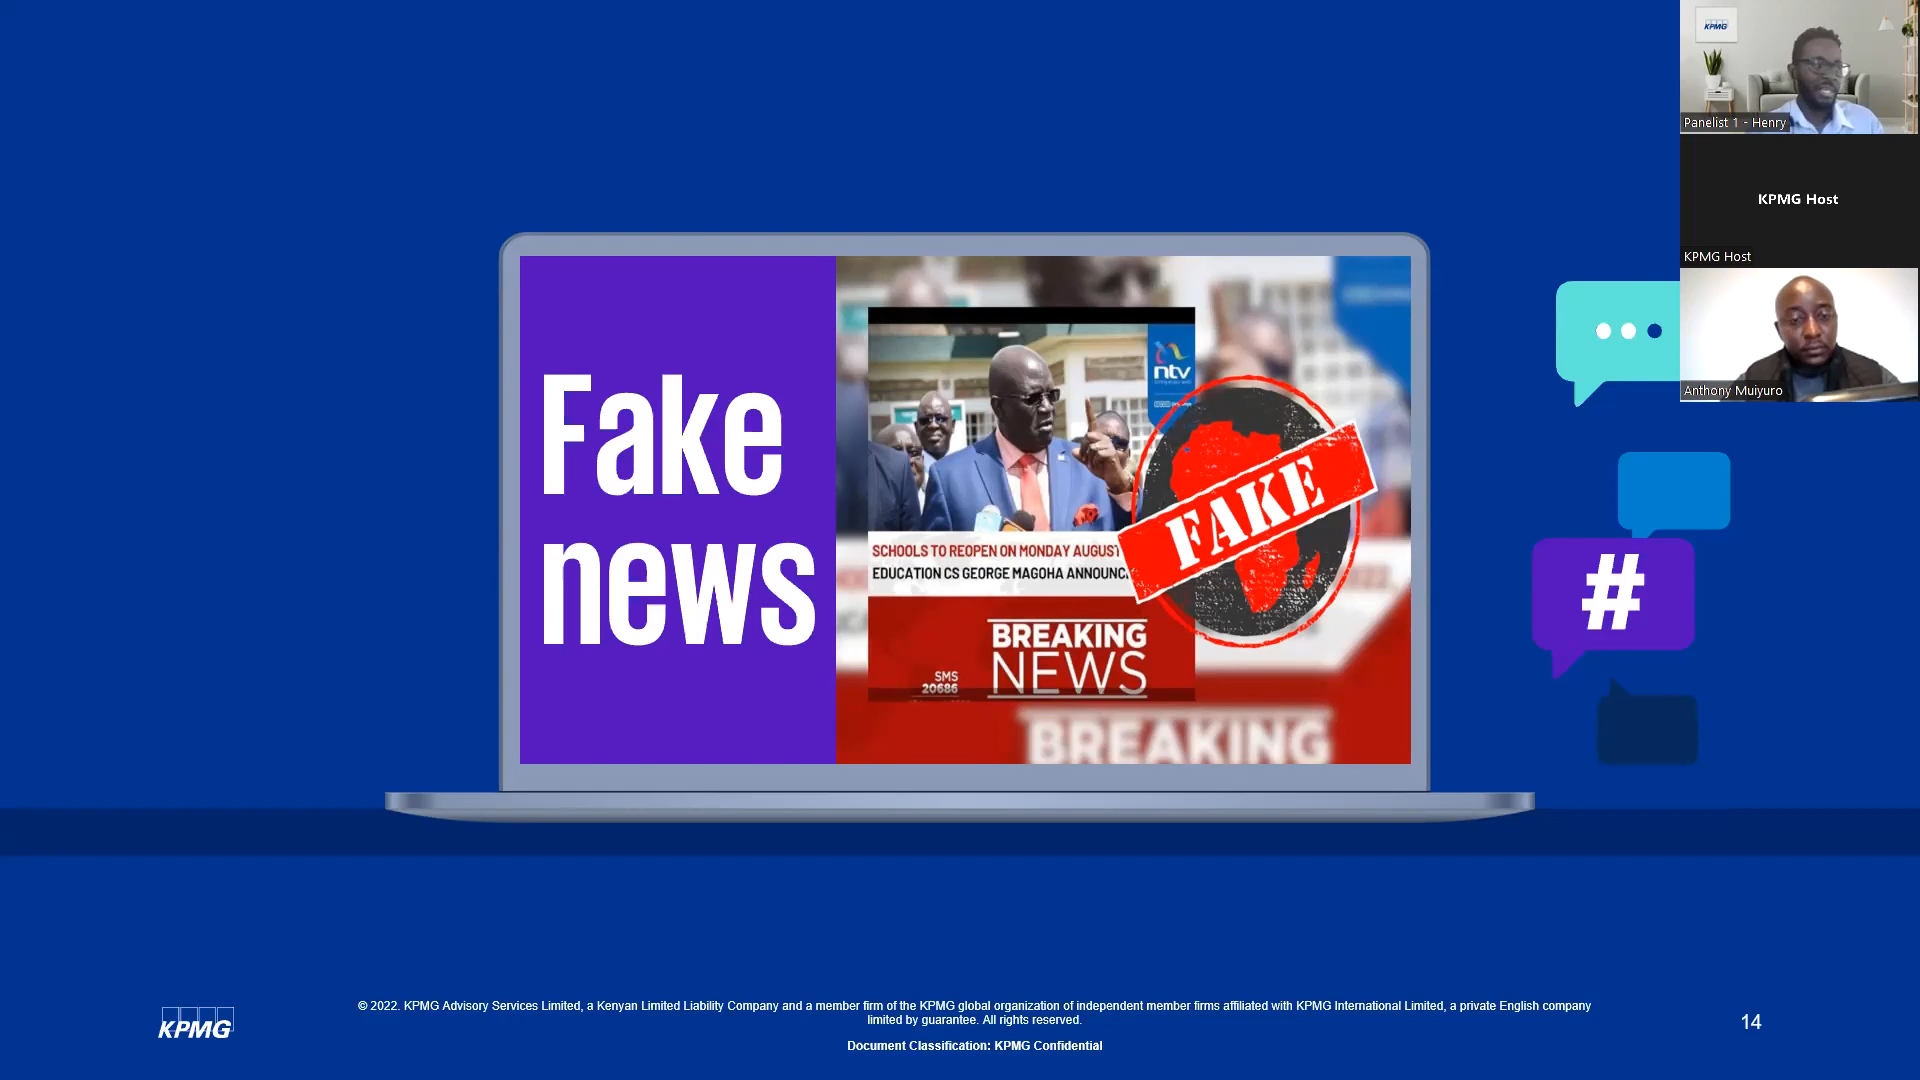 KPMG
Panelist 1 - Henry
KPMG Host
KPMG Host
Anthony Muiyuro
Fake
news
ntv
FAKE
SCHOOLS TO REOPEN ON MONDAY AUGUST
EDUCATION CS GEORGE MAGOHA ANNOUNC
BREAKING
NEWS
SMS
20686
BREAKING
#
KPMG
© 2022. KPMG Advisory Services Limited, a Kenyan Limited Liability Company and a member firm of the KPMG global organization of independent member firms affiliated with KPMG International Limited, a private English company
limited by guarantee. All rights reserved.
Document Classification: KPMG Confidential
14